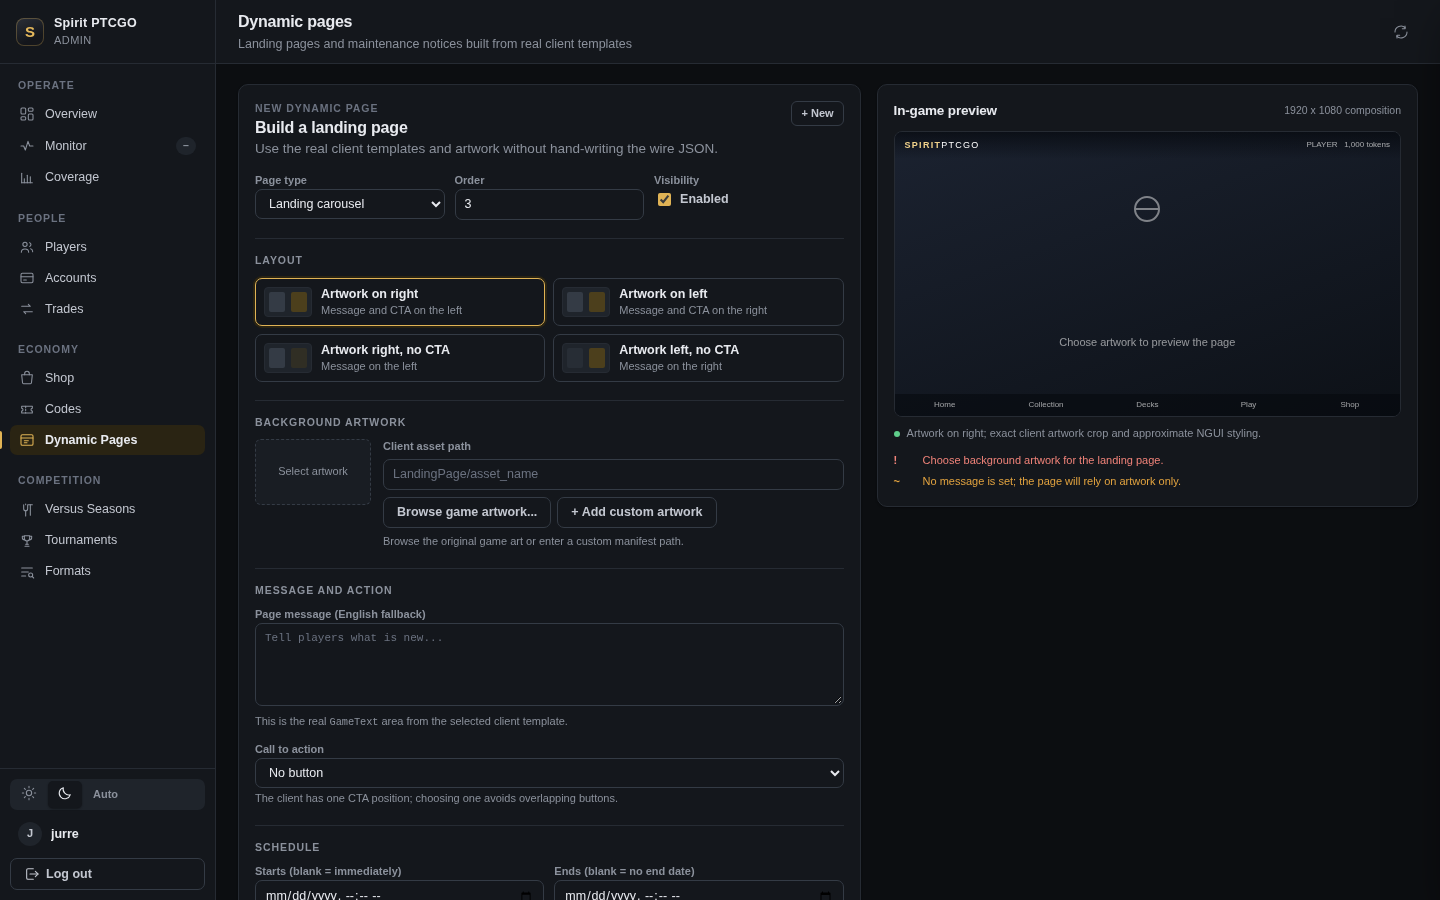 S
Spirit PTCGO
ADMIN
OPERATE
Overview
Monitor
–
Coverage
PEOPLE
Players
Accounts
Trades
ECONOMY
Shop
Codes
Dynamic Pages
COMPETITION
Versus Seasons
Tournaments
Formats
Auto
J
jurre
Log out
Dynamic pages
Landing pages and maintenance notices built from real client templates
NEW DYNAMIC PAGE
Build a landing page
Use the real client templates and artwork without hand-writing the wire JSON.
+ New
Page type
Order
Visibility
Landing carousel
3
Enabled
LAYOUT
Artwork on right
Message and CTA on the left
Artwork on left
Message and CTA on the right
Artwork right, no CTA
Message on the left
Artwork left, no CTA
Message on the right
BACKGROUND ARTWORK
Select artwork
Client asset path
LandingPage/asset_name
Browse game artwork...
+ Add custom artwork
Browse the original game art or enter a custom manifest path.
MESSAGE AND ACTION
Page message (English fallback)
Tell players what is new...
This is the real GameText area from the selected client template.
Call to action
No button
The client has one CTA position; choosing one avoids overlapping buttons.
SCHEDULE
Starts (blank = immediately)
Ends (blank = no end date)
mm/dd/yyyy, --:-- --
mm/dd/yyyy, --:-- --
In-game preview
1920 x 1080 composition
SPIRITPTCGO
PLAYER 1,000 tokens
Choose artwork to preview the page
Home
Collection
Decks
Play
Shop
Artwork on right; exact client artwork crop and approximate NGUI styling.
! Choose background artwork for the landing page.
~ No message is set; the page will rely on artwork only.